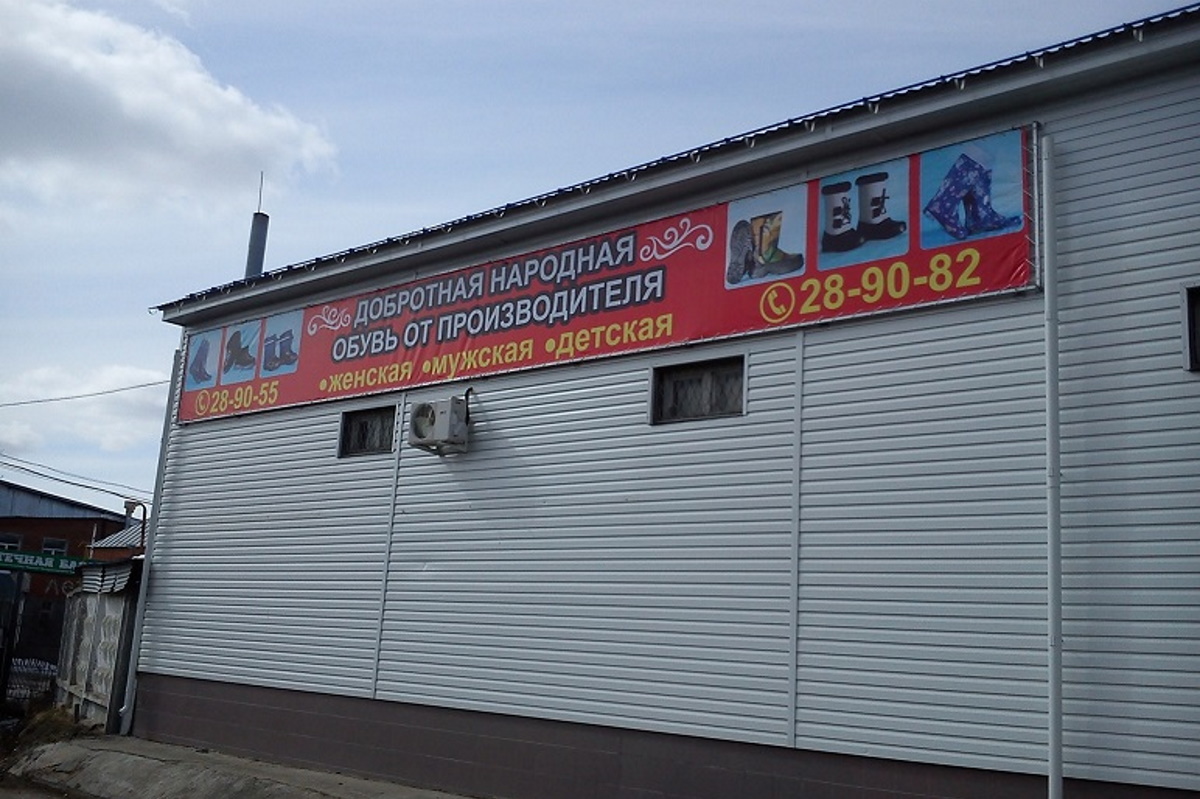 ДОБРОТНАЯ НАРОДНАЯ
ОБУВЬ ОТ ПРОИЗВОДИТЕЛЯ
•женская •мужская •детская
28-90-55
28-90-82